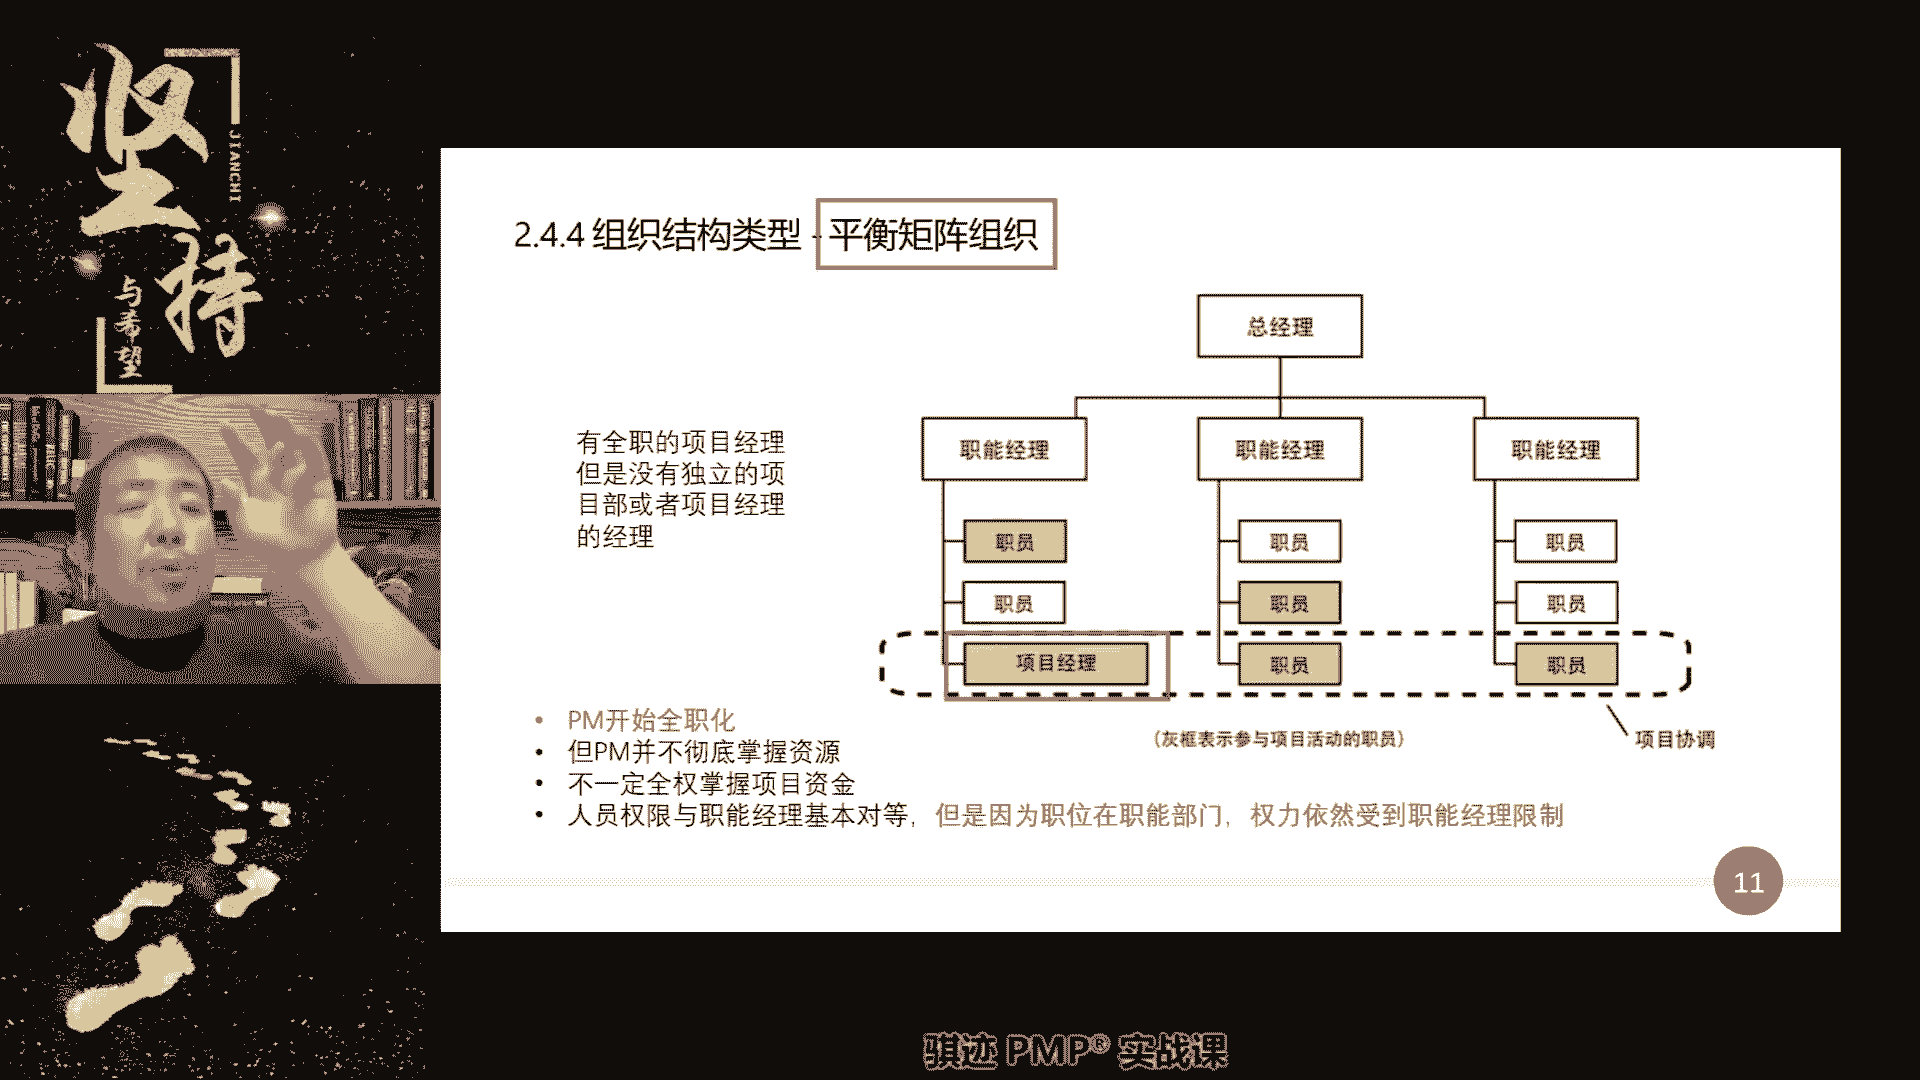 坚持
JIANCHI
与希望
2.4.4 组织结构类型 - 平衡矩阵组织
总经理
职能经理 职能经理 职能经理
有全职的项目经理
但是没有独立的项
目部或者项目经理
的经理
职员 职员 职员
职员 职员 职员
项目经理 职员 职员
• PM开始全职化
(灰框表示参与项目活动的职员)
项目协调
• 但PM并不彻底掌握资源
• 不一定全权掌握项目资金
• 人员权限与职能经理基本对等，但是因为职位在职能部门，权力依然受到职能经理限制
11
骐迹 PMP® 实战课